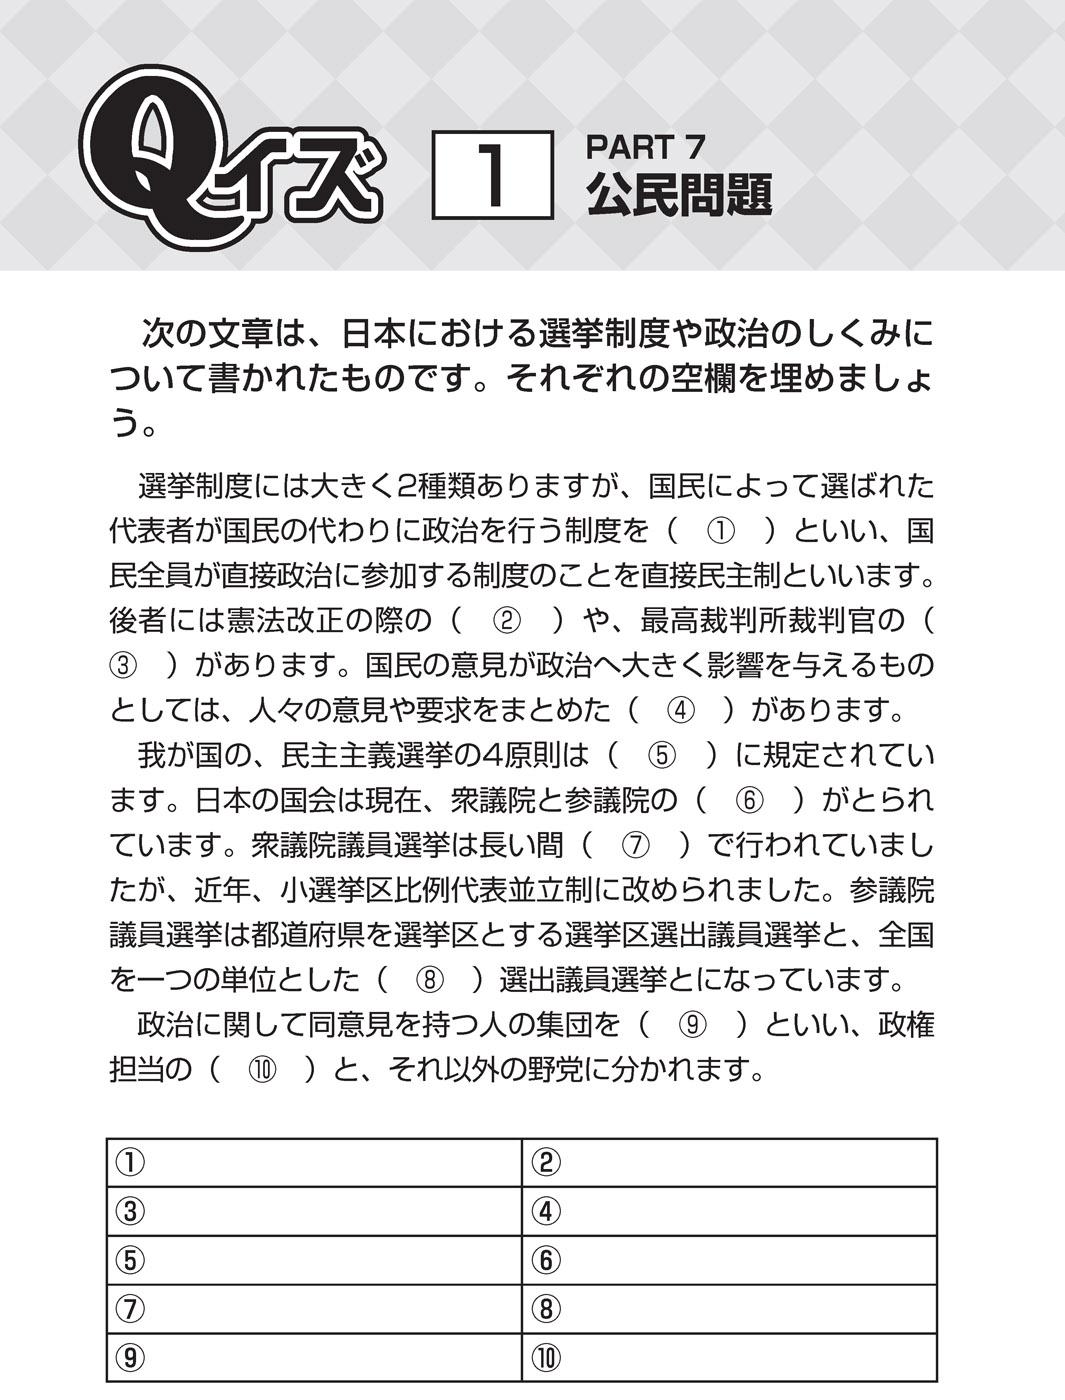 Qイズ
1
PART 7
公民問題
次の文章は、日本における選挙制度や政治のしくみに
ついて書かれたものです。それぞれの空欄を埋めましょ
う。
選挙制度には大きく2種類ありますが、国民によって選ばれた
代表者が国民の代わりに政治を行う制度を（　①　）といい、国
民全員が直接政治に参加する制度のことを直接民主制といいます。
後者には憲法改正の際の（　②　）や、最高裁判所裁判官の（
③　）があります。国民の意見が政治へ大きく影響を与えるもの
としては、人々の意見や要求をまとめた（　④　）があります。
我が国の、民主主義選挙の4原則は（　⑤　）に規定されてい
ます。日本の国会は現在、衆議院と参議院の（　⑥　）がとられ
ています。衆議院議員選挙は長い間（　⑦　）で行われていまし
たが、近年、小選挙区比例代表並立制に改められました。参議院
議員選挙は都道府県を選挙区とする選挙区選出議員選挙と、全国
を一つの単位とした（　⑧　）選出議員選挙とになっています。
政治に関して同意見を持つ人の集団を（　⑨　）といい、政権
担当の（　⑩　）と、それ以外の野党に分かれます。
① ②
③ ④
⑤ ⑥
⑦ ⑧
⑨ ⑩